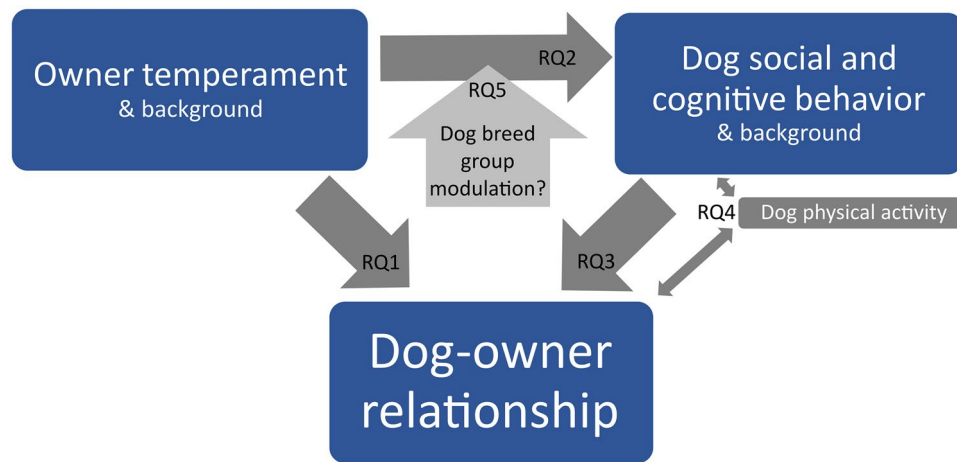 Owner temperament
& background
RQ2
Dog social and
cognitive behavior
& background
RQ5
Dog breed
group
modulation?
RQ4
Dog physical activity
RQ1
RQ3
Dog-owner
relationship